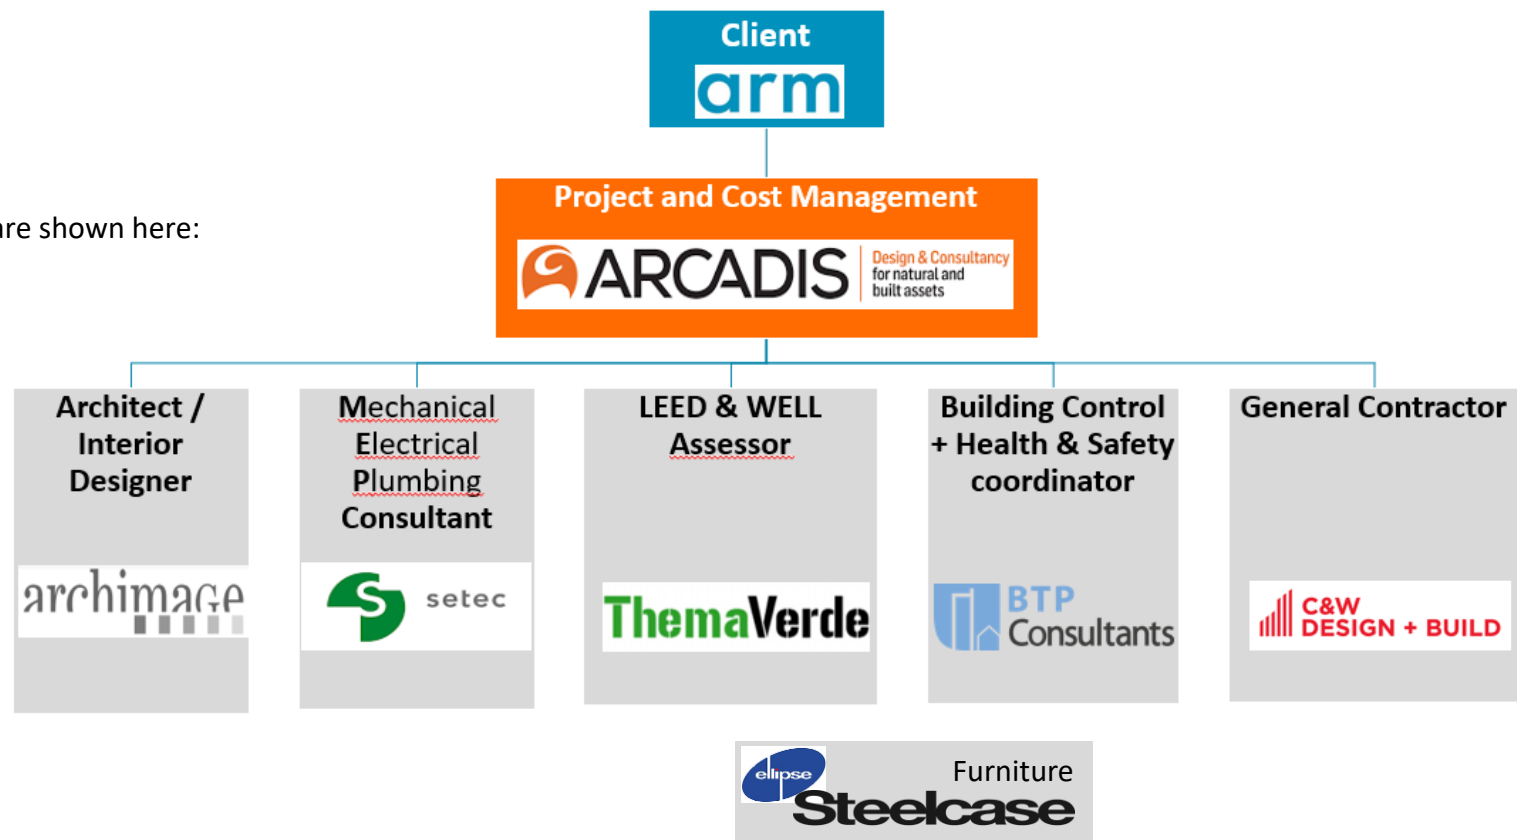 Client
arm
Project and Cost Management
ARCADIS
Design & Consultancy
for natural and
built assets
are shown here:
Architect /
Interior
Designer
archimage
Mechanical
Electrical
Plumbing
Consultant
setec
LEED & WELL
Assessor
ThemaVerde
Building Control
+ Health & Safety
coordinator
BTP
Consultants
General Contractor
C&W
DESIGN + BUILD
ellipse
Furniture
Steelcase